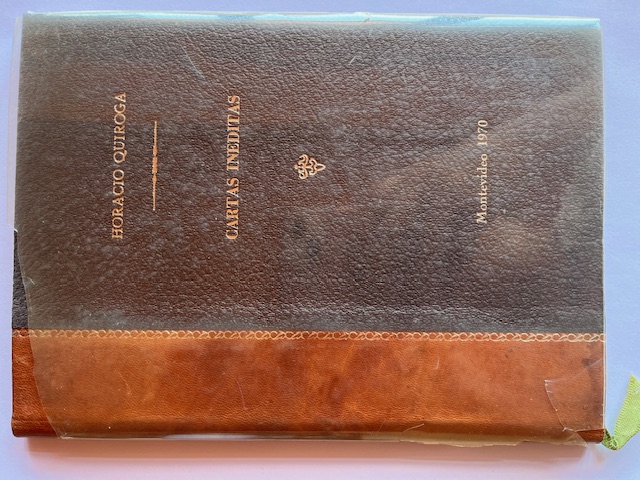 HORACIO QUIROGA
CARTAS INEDITAS
Montevideo 1970